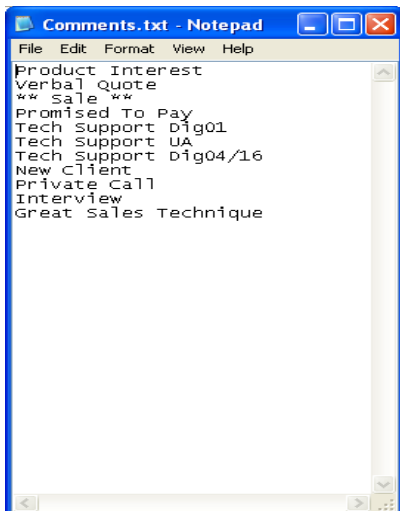 Comments.txt - Notepad
File Edit Format View Help
Product Interest
Verbal Quote
** Sale **
Promised To Pay
Tech Support Dig01
Tech Support UA
Tech Support Dig04/16
New Client
Private Call
Interview
Great Sales Technique